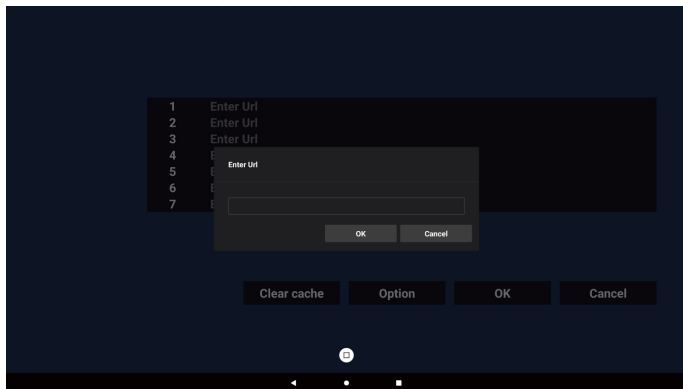 1 Enter Url
2 Enter Url
3 Enter Url
4 E
5 E
6 E
7 E
Enter Url
OK Cancel
Clear cache Option OK Cancel